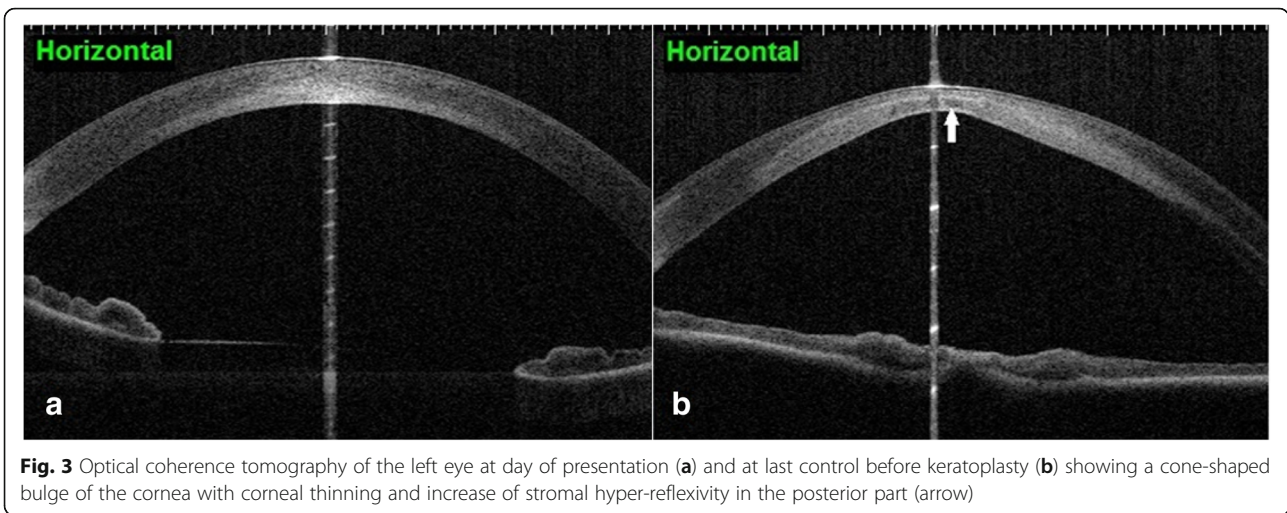 Horizontal
Horizontal
a
b
Fig. 3 Optical coherence tomography of the left eye at day of presentation (a) and at last control before keratoplasty (b) showing a cone-shaped
bulge of the cornea with corneal thinning and increase of stromal hyper-reflexivity in the posterior part (arrow)